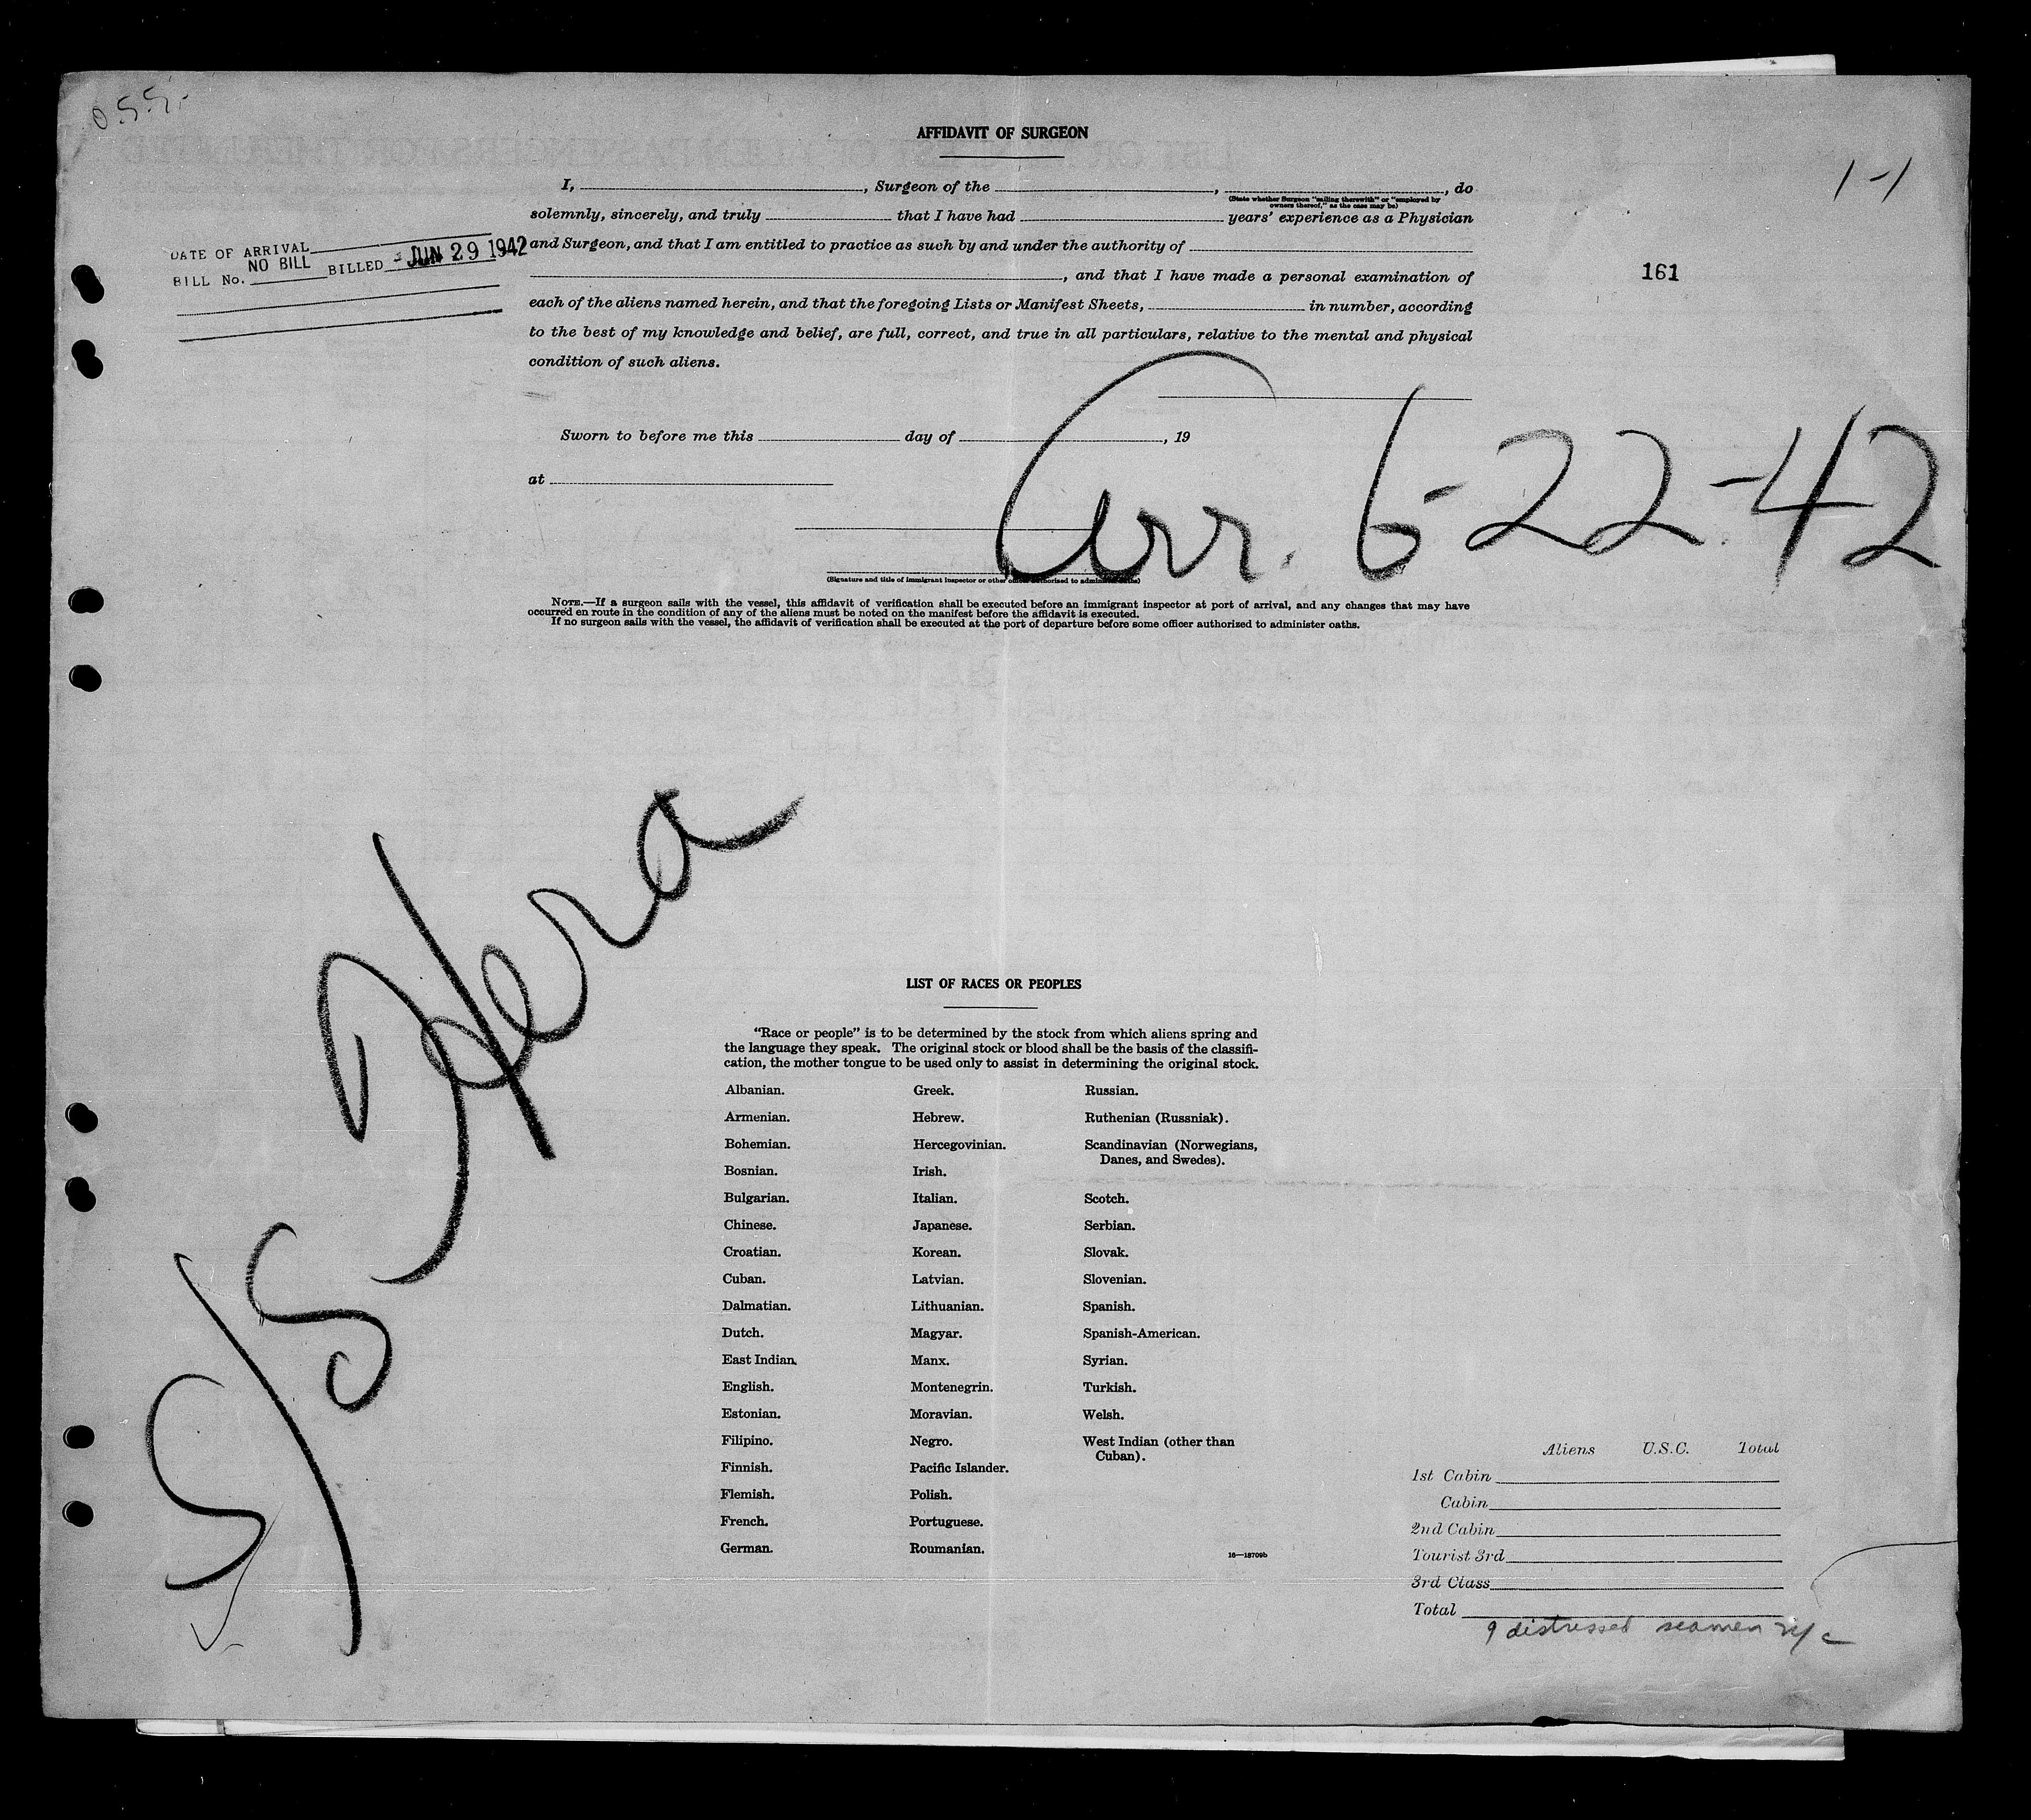 AFFIDAVIT OF SURGEON
1-1
I, , Surgeon of the , , do
(State whether Surgeon "sailing therewith" or "employed by
owners thereof," as the case may be)
solemnly, sincerely, and truly that I have had years' experience as a Physician
and Surgeon, and that I am entitled to practice as such by and under the authority of
, and that I have made a personal examination of
each of the aliens named herein, and that the foregoing Lists or Manifest Sheets, in number, according
to the best of my knowledge and belief, are full, correct, and true in all particulars, relative to the mental and physical
condition of such aliens.
DATE OF ARRIVAL
BILL No. NO BILL BILLED JUN 29 1942
161
Sworn to before me this day of , 19
at
Arr. 6-22-42
(Signature and title of immigrant inspector or other officer authorized to administer oaths)
NOTE.—If a surgeon sails with the vessel, this affidavit of verification shall be executed before an immigrant inspector at port of arrival, and any changes that may have
occurred en route in the condition of any of the aliens must be noted on the manifest before the affidavit is executed.
If no surgeon sails with the vessel, the affidavit of verification shall be executed at the port of departure before some officer authorized to administer oaths.
S/S Hera
LIST OF RACES OR PEOPLES
"Race or people" is to be determined by the stock from which aliens spring and
the language they speak. The original stock or blood shall be the basis of the classifi-
cation, the mother tongue to be used only to assist in determining the original stock.
Albanian.
Armenian.
Bohemian.
Bosnian.
Bulgarian.
Chinese.
Croatian.
Cuban.
Dalmatian.
Dutch.
East Indian.
English.
Estonian.
Filipino.
Finnish.
Flemish.
French.
German.
Greek.
Hebrew.
Hercegovinian.
Irish.
Italian.
Japanese.
Korean.
Latvian.
Lithuanian.
Magyar.
Manx.
Montenegrin.
Moravian.
Negro.
Pacific Islander.
Polish.
Portuguese.
Roumanian.
Russian.
Ruthenian (Russniak).
Scandinavian (Norwegians,
Danes, and Swedes).
Scotch.
Serbian.
Slovak.
Slovenian.
Spanish.
Spanish-American.
Syrian.
Turkish.
Welsh.
West Indian (other than
Cuban).
16—18709b
Aliens U.S.C. Total
1st Cabin
Cabin
2nd Cabin
Tourist 3rd
3rd Class
Total
9 distressed seamen